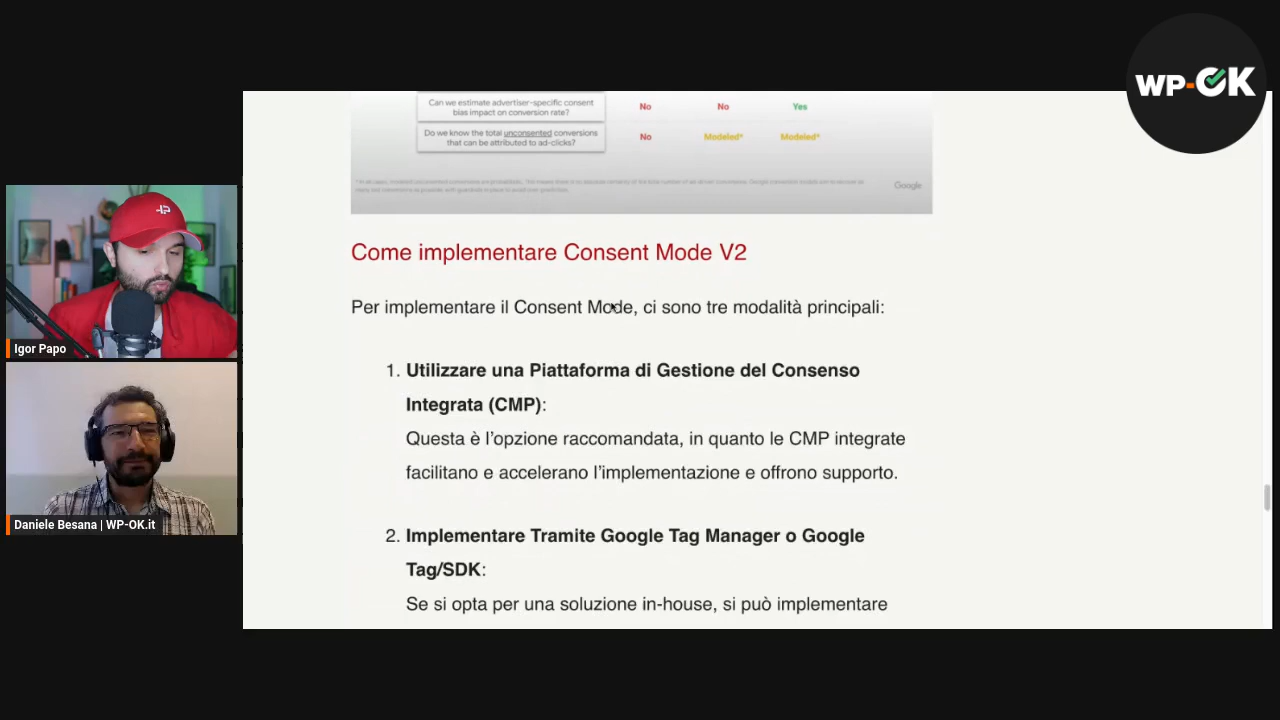 WP-OK
Can we estimate advertiser-specific consent
bias impact on conversion rate?
No
No
Yes
Do we know the total unconsented conversions
that can be attributed to ad-clicks?
No
Modeled*
Modeled*
Google
Come implementare Consent Mode V2
Per implementare il Consent Mode, ci sono tre modalità principali:
1. Utilizzare una Piattaforma di Gestione del Consenso
Integrata (CMP):
Questa è l'opzione raccomandata, in quanto le CMP integrate
facilitano e accelerano l'implementazione e offrono supporto.
2. Implementare Tramite Google Tag Manager o Google
Tag/SDK:
Se si opta per una soluzione in-house, si può implementare
Igor Papo
Daniele Besana | WP-OK.it